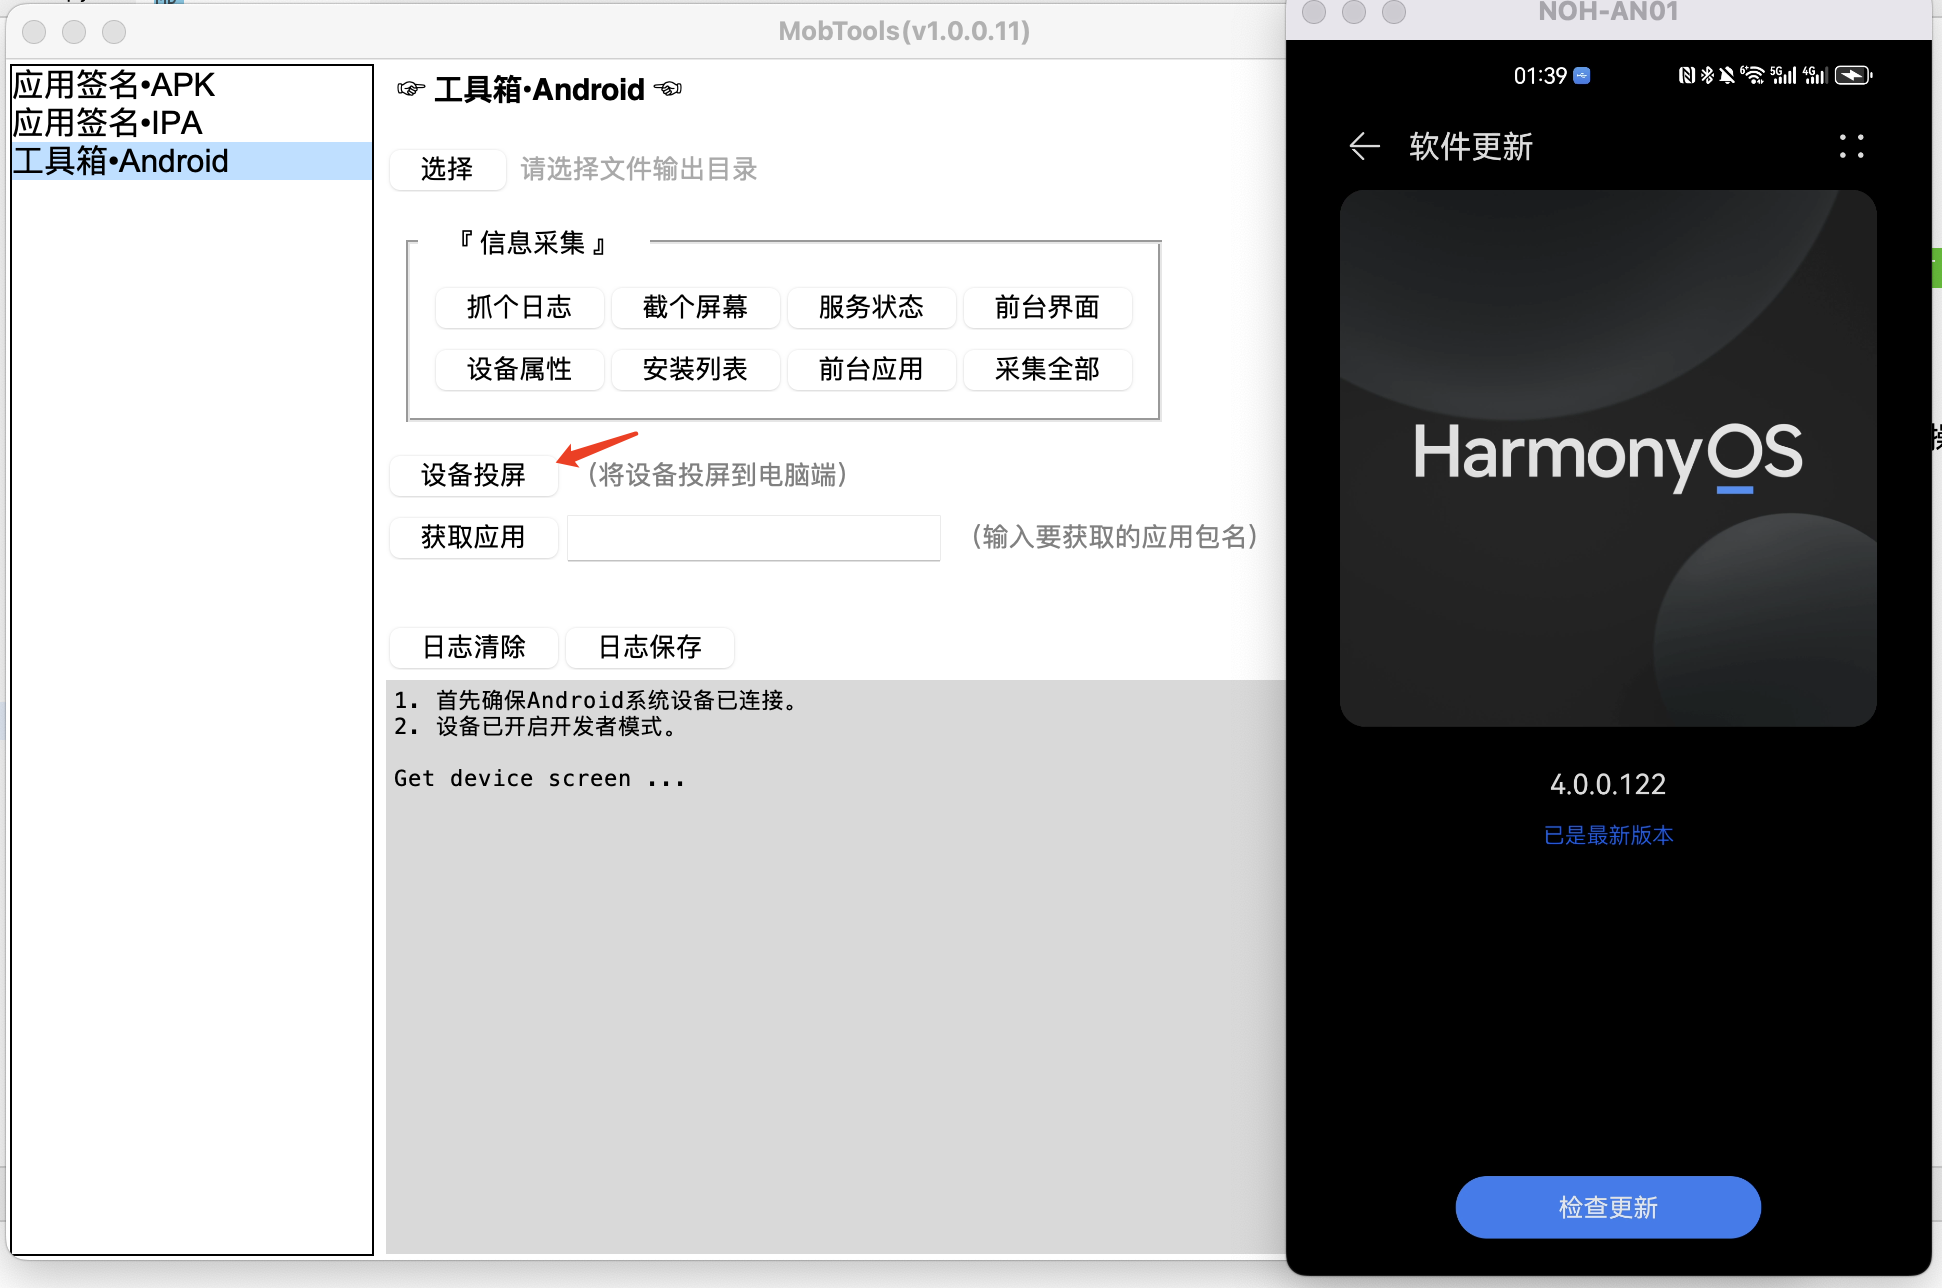 MobTools(v1.0.0.11)
应用签名•APK
应用签名•IPA
工具箱•Android
☞ 工具箱•Android ☜
选择 请选择文件输出目录
『 信息采集 』
抓个日志 截个屏幕 服务状态 前台界面
设备属性 安装列表 前台应用 采集全部
设备投屏 (将设备投屏到电脑端)
获取应用 (输入要获取的应用包名)
日志清除 日志保存
1. 首先确保Android系统设备已连接。
2. 设备已开启开发者模式。
Get device screen ...
NOH-AN01
01:39 5G 4G
软件更新
HarmonyOS
4.0.0.122
已是最新版本
检查更新